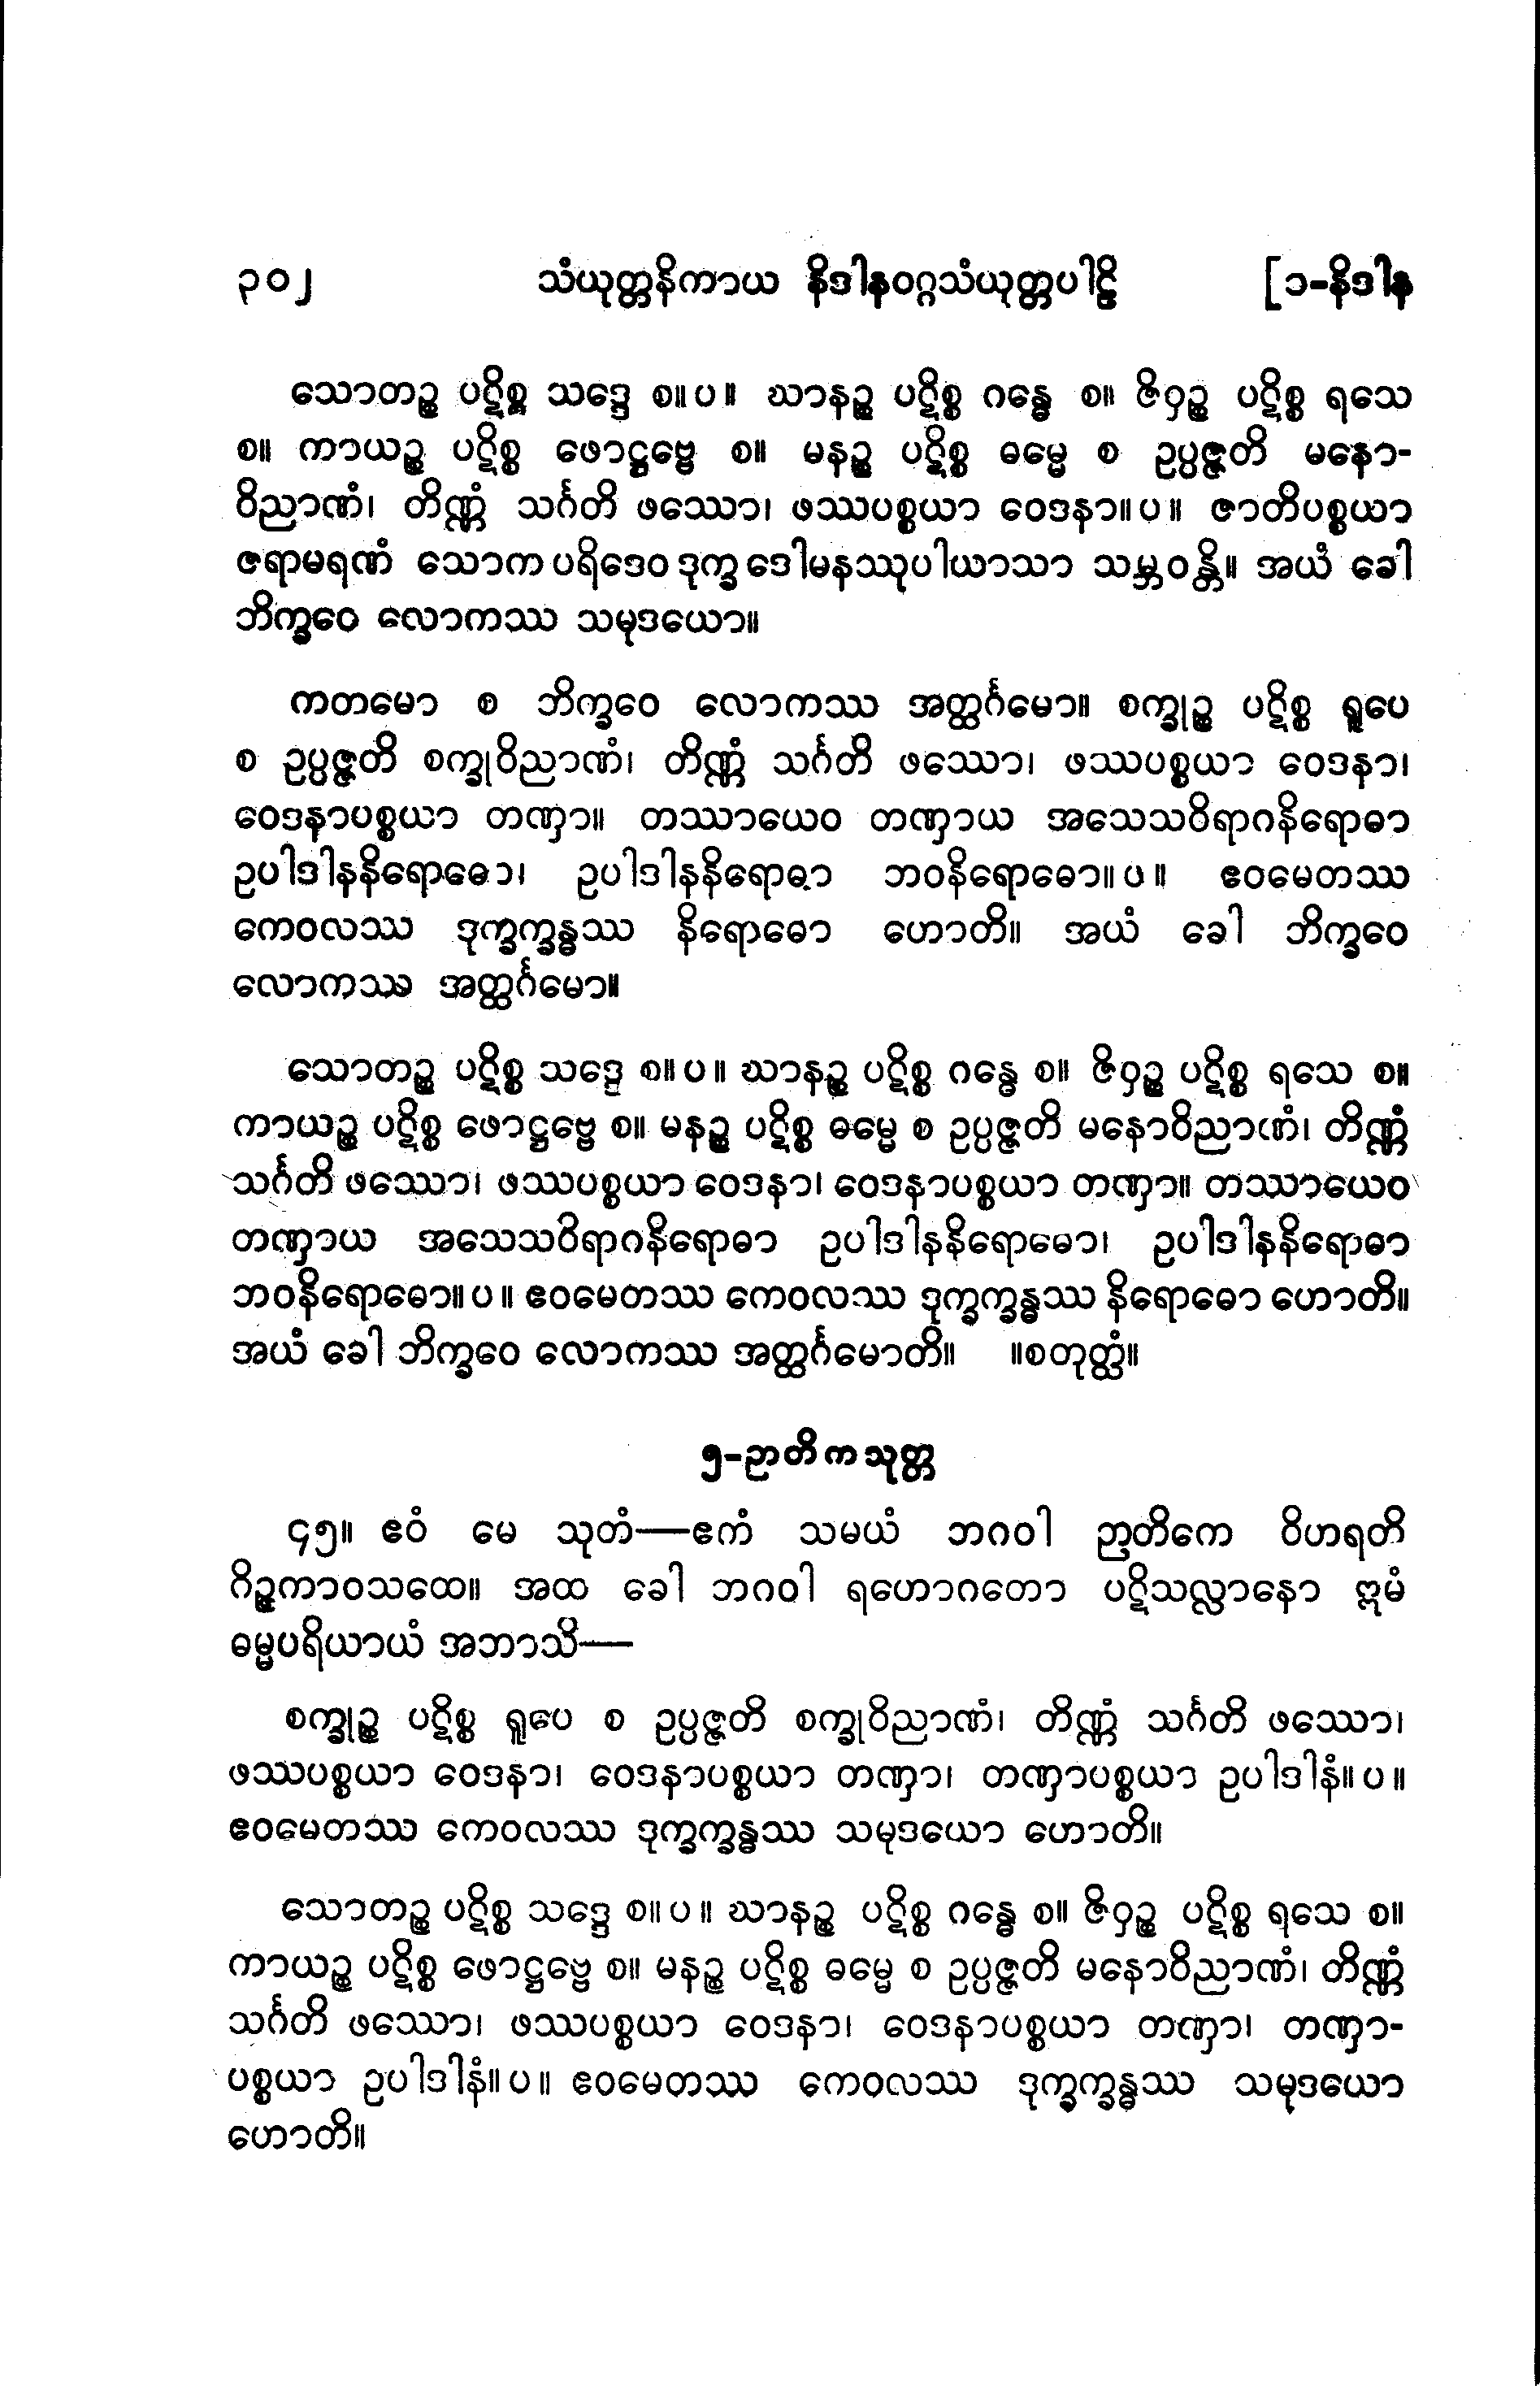 ၃၀၂ သံယုတ္တနိကာယ နိဒါနဝဂ္ဂသံယုတ္တပါဠိ [၁-နိဒါန
သောတဉ္စ ပဋိစ္စ သဒ္ဒေ စ။ပ။ ဃာနဉ္စ ပဋိစ္စ ဂန္ဓေ စ။ ဇိဝှဉ္စ ပဋိစ္စ ရသေ
စ။ ကာယဉ္စ ပဋိစ္စ ဖောဋ္ဌဗ္ဗေ စ။ မနဉ္စ ပဋိစ္စ ဓမ္မေ စ ဥပ္ပဇ္ဇတိ မနော-
ဝိညာဏံ၊ တိဏ္ဏံ သင်္ဂတိ ဖဿော၊ ဖဿပစ္စယာ ဝေဒနာ။ပ။ ဇာတိပစ္စယာ
ဇရာမရဏံ သောက ပရိဒေဝ ဒုက္ခ ဒေါမနဿုပါယာသာ သမ္ဘဝန္တိ။ အယံ ခေါ
ဘိက္ခဝေ လောကဿ သမုဒယော။
ကတမော စ ဘိက္ခဝေ လောကဿ အတ္ထင်္ဂမော။ စက္ခုဉ္စ ပဋိစ္စ ရူပေ
စ ဥပ္ပဇ္ဇတိ စက္ခုဝိညာဏံ၊ တိဏ္ဏံ သင်္ဂတိ ဖဿော၊ ဖဿပစ္စယာ ဝေဒနာ၊
ဝေဒနာပစ္စယာ တဏှာ။ တဿာယေဝ တဏှာယ အသေသဝိရာဂနိရောဓာ
ဥပါဒါနနိရောဓော၊ ဥပါဒါနနိရောဓာ ဘဝနိရောဓော။ပ။ ဧဝမေတဿ
ကေဝလဿ ဒုက္ခက္ခန္ဓဿ နိရောဓော ဟောတိ။ အယံ ခေါ ဘိက္ခဝေ
လောကဿ အတ္ထင်္ဂမော။
သောတဉ္စ ပဋိစ္စ သဒ္ဒေ စ။ပ။ ဃာနဉ္စ ပဋိစ္စ ဂန္ဓေ စ။ ဇိဝှဉ္စ ပဋိစ္စ ရသေ စ။
ကာယဉ္စ ပဋိစ္စ ဖောဋ္ဌဗ္ဗေ စ။ မနဉ္စ ပဋိစ္စ ဓမ္မေ စ ဥပ္ပဇ္ဇတိ မနောဝိညာဏံ၊ တိဏ္ဏံ
သင်္ဂတိ ဖဿော၊ ဖဿပစ္စယာ ဝေဒနာ၊ ဝေဒနာပစ္စယာ တဏှာ။ တဿာယေဝ
တဏှာယ အသေသဝိရာဂနိရောဓာ ဥပါဒါနနိရောဓော၊ ဥပါဒါနနိရောဓာ
ဘဝနိရောဓော။ပ။ ဧဝမေတဿ ကေဝလဿ ဒုက္ခက္ခန္ဓဿ နိရောဓော ဟောတိ။
အယံ ခေါ ဘိက္ခဝေ လောကဿ အတ္ထင်္ဂမောတိ။ ။စတုတ္ထံ။
၅-ဉာတိကသုတ္တ
၄၅။ ဧဝံ မေ သုတံ—ဧကံ သမယံ ဘဂဝါ ဉာတိကေ ဝိဟရတိ
ဂိဉ္ဇကာဝသထေ။ အထ ခေါ ဘဂဝါ ရဟောဂတော ပဋိသလ္လာနော ဣမံ
ဓမ္မပရိယာယံ အဘာသိ—
စက္ခုဉ္စ ပဋိစ္စ ရူပေ စ ဥပ္ပဇ္ဇတိ စက္ခုဝိညာဏံ၊ တိဏ္ဏံ သင်္ဂတိ ဖဿော၊
ဖဿပစ္စယာ ဝေဒနာ၊ ဝေဒနာပစ္စယာ တဏှာ၊ တဏှာပစ္စယာ ဥပါဒါနံ။ပ။
ဧဝမေတဿ ကေဝလဿ ဒုက္ခက္ခန္ဓဿ သမုဒယော ဟောတိ။
သောတဉ္စ ပဋိစ္စ သဒ္ဒေ စ။ပ။ ဃာနဉ္စ ပဋိစ္စ ဂန္ဓေ စ။ ဇိဝှဉ္စ ပဋိစ္စ ရသေ စ။
ကာယဉ္စ ပဋိစ္စ ဖောဋ္ဌဗ္ဗေ စ။ မနဉ္စ ပဋိစ္စ ဓမ္မေ စ ဥပ္ပဇ္ဇတိ မနောဝိညာဏံ၊ တိဏ္ဏံ
သင်္ဂတိ ဖဿော၊ ဖဿပစ္စယာ ဝေဒနာ၊ ဝေဒနာပစ္စယာ တဏှာ၊ တဏှာ-
ပစ္စယာ ဥပါဒါနံ။ပ။ ဧဝမေတဿ ကေဝလဿ ဒုက္ခက္ခန္ဓဿ သမုဒယော
ဟောတိ။